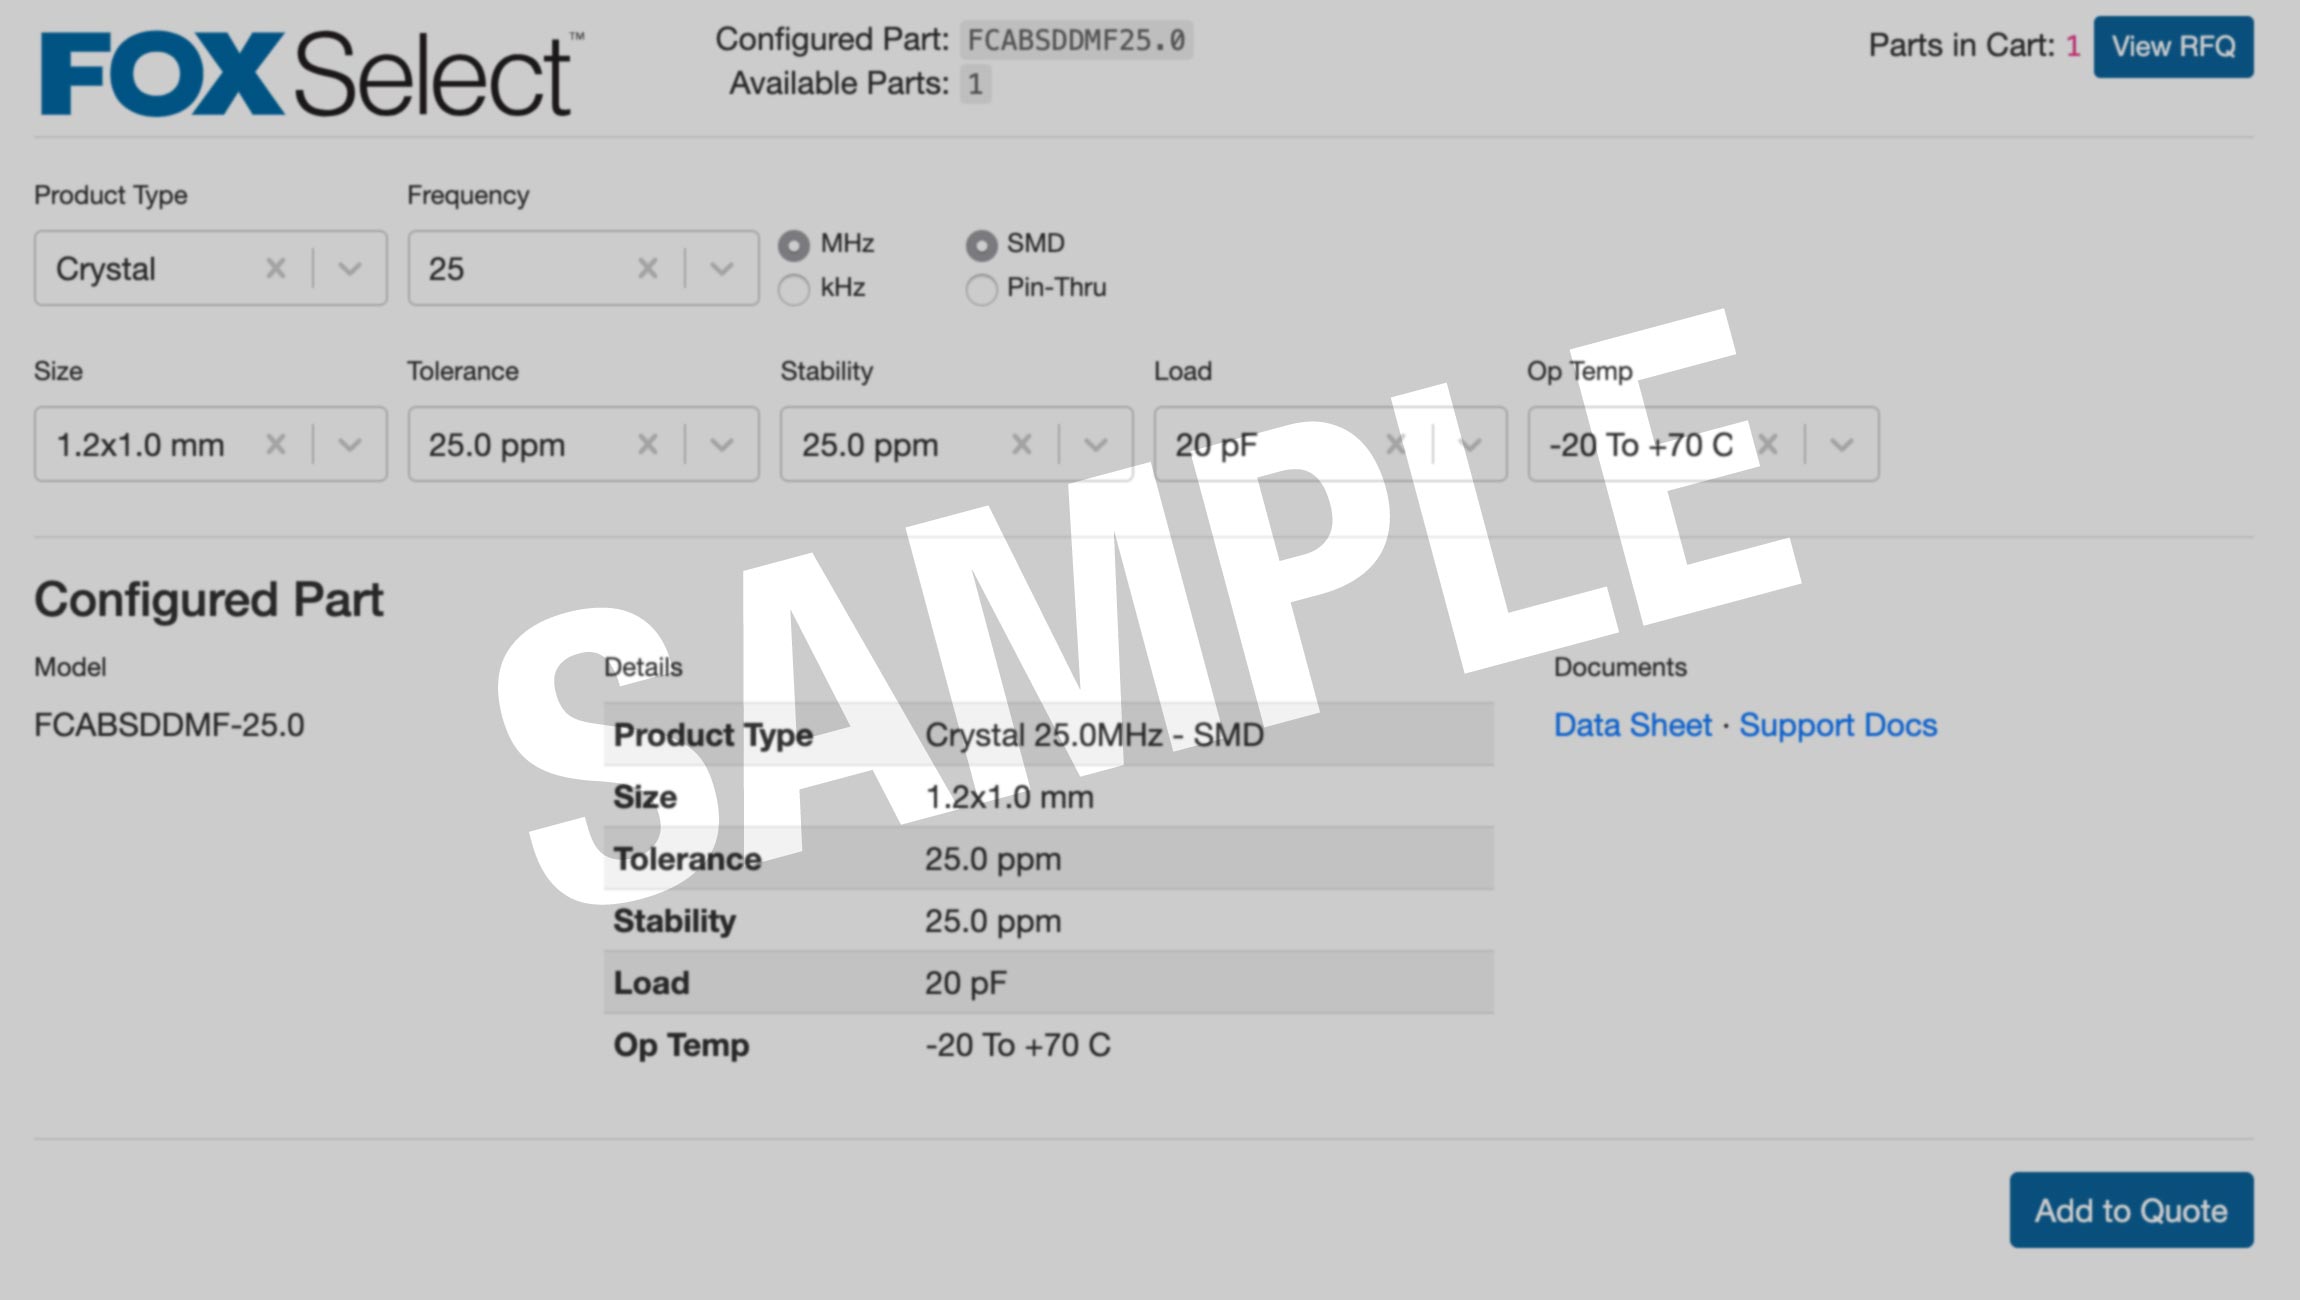 FOXSelect™
Configured Part: FCABSDDMF25.0
Available Parts: 1
Parts in Cart: 1 View RFQ
Product Type Frequency
Crystal 25 MHz SMD
kHz Pin-Thru
Size Tolerance Stability Load Op Temp
1.2x1.0 mm 25.0 ppm 25.0 ppm 20 pF -20 To +70 C
SAMPLE
Configured Part
Model Details Documents
FCABSDDMF-25.0 Product Type Crystal 25.0MHz - SMD Data Sheet · Support Docs
Size 1.2x1.0 mm
Tolerance 25.0 ppm
Stability 25.0 ppm
Load 20 pF
Op Temp -20 To +70 C
Add to Quote